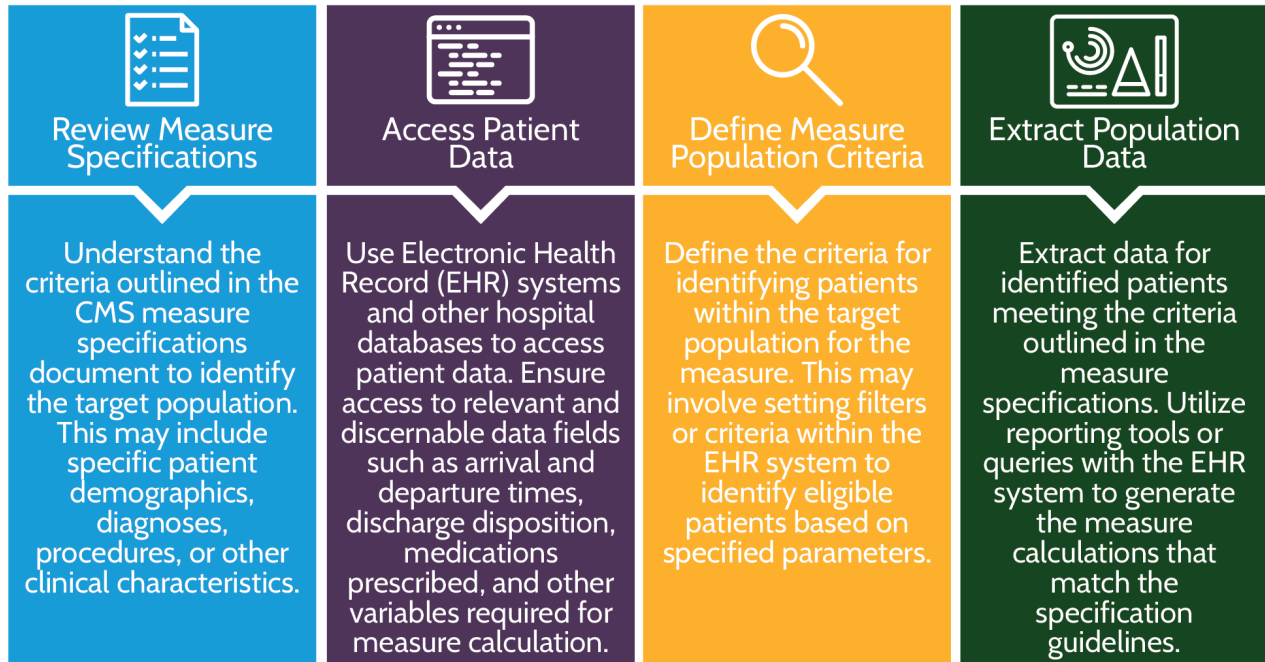 Review Measure
Specifications
Understand the
criteria outlined in the
CMS measure
specifications
document to identify
the target population.
This may include
specific patient
demographics,
diagnoses,
procedures, or other
clinical characteristics.
Access Patient
Data
Use Electronic Health
Record (EHR) systems
and other hospital
databases to access
patient data. Ensure
access to relevant and
discernable data fields
such as arrival and
departure times,
discharge disposition,
medications
prescribed, and other
variables required for
measure calculation.
Define Measure
Population Criteria
Define the criteria for
identifying patients
within the target
population for the
measure. This may
involve setting filters
or criteria within the
EHR system to
identify eligible
patients based on
specified parameters.
Extract Population
Data
Extract data for
identified patients
meeting the criteria
outlined in the
measure
specifications. Utilize
reporting tools or
queries with the EHR
system to generate
the measure
calculations that
match the
specification
guidelines.